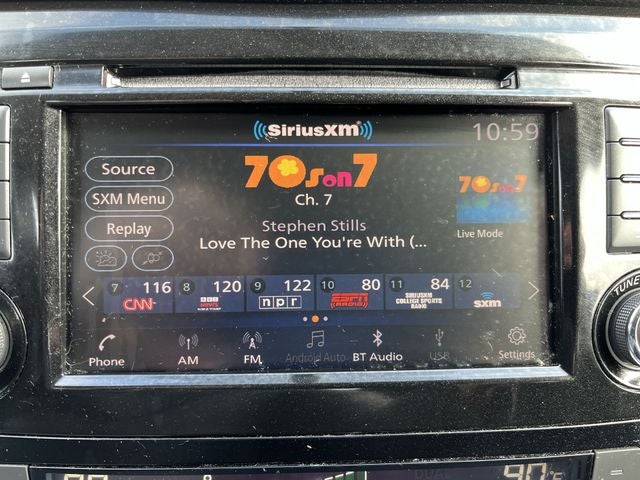 ((SiriusXM))
10:59
Source
SXM Menu
Replay
70s on 7
Ch. 7
Stephen Stills
Love The One You're With (...
70s on 7
Live Mode
7 116 CNN
8 120 BBC NEWS
9 122 npr
10 80 ESPN RADIO
11 84 SIRIUSXM COLLEGE SPORTS RADIO
12 sxm
Phone
AM
FM
Android Auto
BT Audio
USB
Settings
TUNE
DUAL